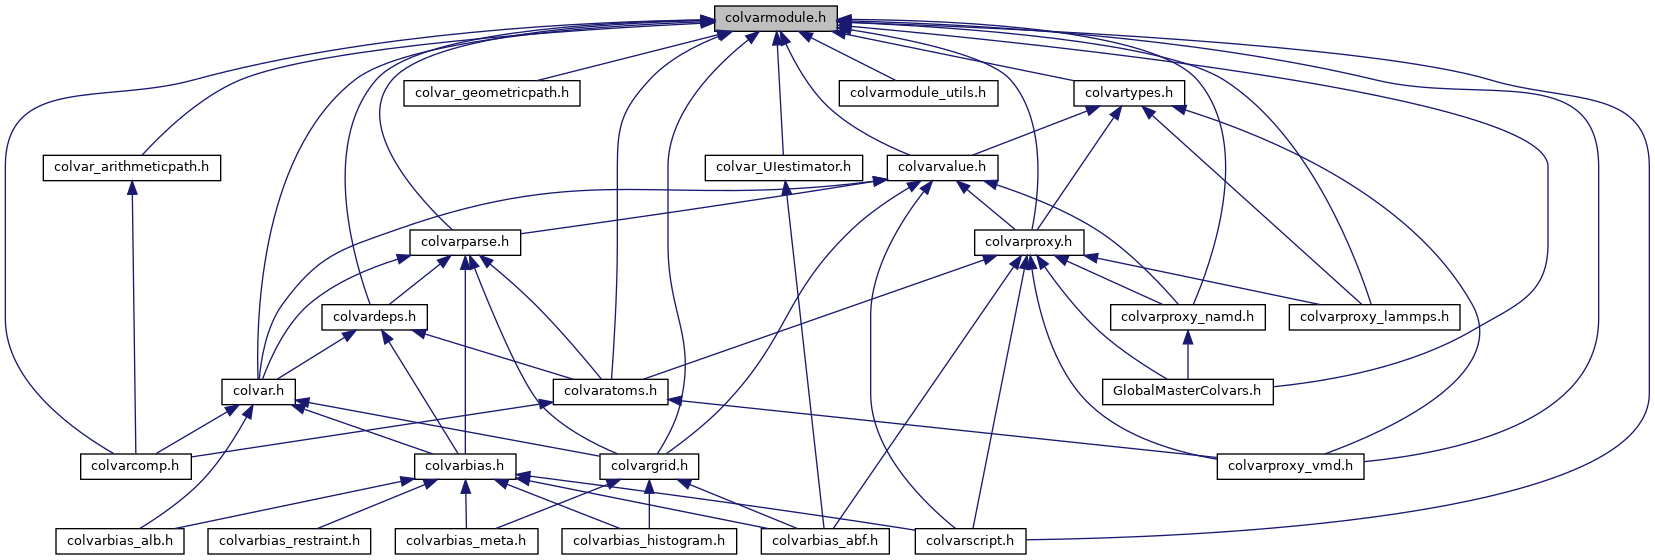 colvarmodule.h
colvar_geometricpath.h
colvarmodule_utils.h
colvartypes.h
colvar_arithmeticpath.h
colvar_UIestimator.h
colvarvalue.h
colvarparse.h
colvarproxy.h
colvardeps.h
colvarproxy_namd.h
colvarproxy_lammps.h
colvar.h
colvaratoms.h
GlobalMasterColvars.h
colvarcomp.h
colvarbias.h
colvargrid.h
colvarproxy_vmd.h
colvarbias_alb.h
colvarbias_restraint.h
colvarbias_meta.h
colvarbias_histogram.h
colvarbias_abf.h
colvarscript.h